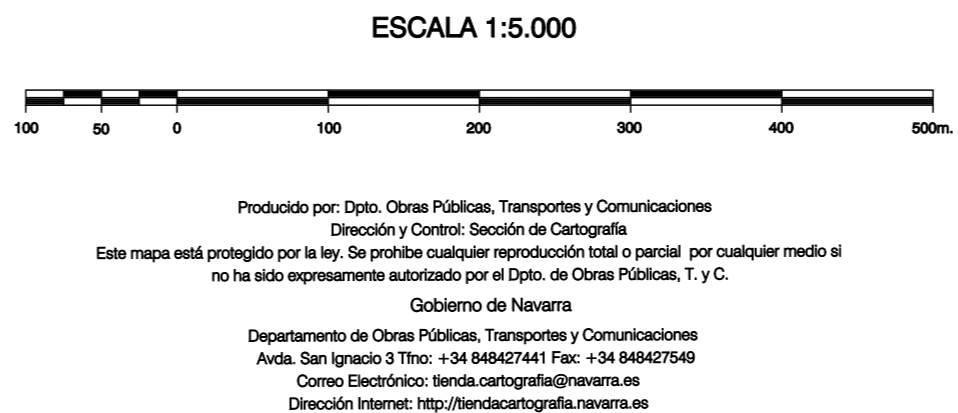 ESCALA 1:5.000
100 50 0 100 200 300 400 500m.
Producido por: Dpto. Obras Públicas, Transportes y Comunicaciones
Dirección y Control: Sección de Cartografía
Este mapa está protegido por la ley. Se prohibe cualquier reproducción total o parcial por cualquier medio si
no ha sido expresamente autorizado por el Dpto. de Obras Públicas, T. y C.
Gobierno de Navarra
Departamento de Obras Públicas, Transportes y Comunicaciones
Avda. San Ignacio 3 Tfno: +34 848427441 Fax: +34 848427549
Correo Electrónico: tienda.cartografia@navarra.es
Dirección Internet: http://tiendacartografia.navarra.es